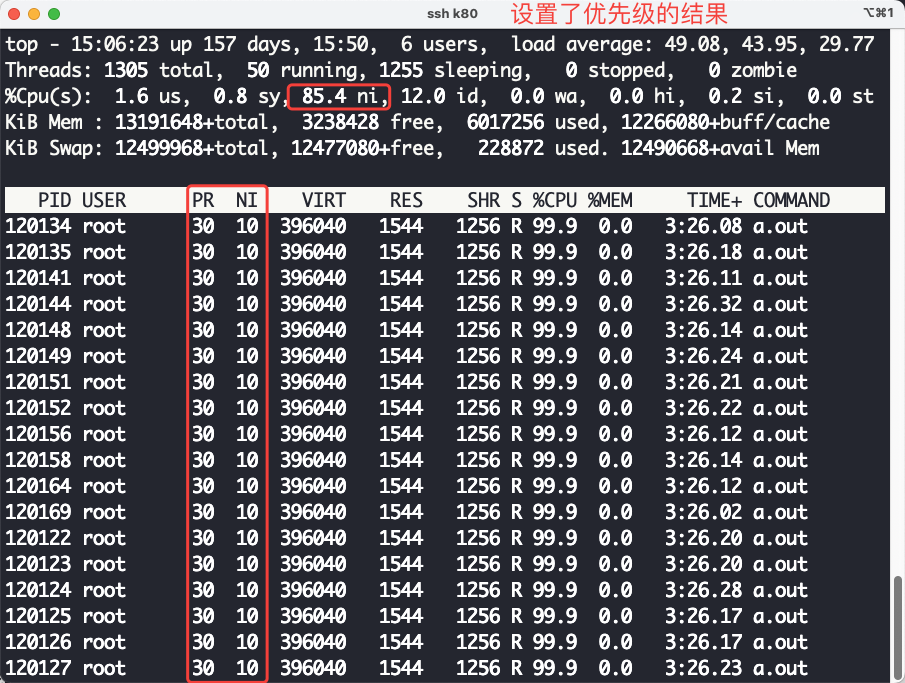 ssh k80
设置了优先级的结果
⌥⌘1
top - 15:06:23 up 157 days, 15:50,  6 users,  load average: 49.08, 43.95, 29.77
Threads: 1305 total,  50 running, 1255 sleeping,   0 stopped,   0 zombie
%Cpu(s):  1.6 us,  0.8 sy, 85.4 ni, 12.0 id,  0.0 wa,  0.0 hi,  0.2 si,  0.0 st
KiB Mem : 13191648+total,  3238428 free,  6017256 used, 12266080+buff/cache
KiB Swap: 12499968+total, 12477080+free,   228872 used. 12490668+avail Mem
PID USER      PR  NI    VIRT    RES    SHR S %CPU %MEM     TIME+ COMMAND
120134 root      30  10  396040   1544   1256 R 99.9  0.0   3:26.08 a.out
120135 root      30  10  396040   1544   1256 R 99.9  0.0   3:26.18 a.out
120141 root      30  10  396040   1544   1256 R 99.9  0.0   3:26.11 a.out
120144 root      30  10  396040   1544   1256 R 99.9  0.0   3:26.32 a.out
120148 root      30  10  396040   1544   1256 R 99.9  0.0   3:26.14 a.out
120149 root      30  10  396040   1544   1256 R 99.9  0.0   3:26.24 a.out
120151 root      30  10  396040   1544   1256 R 99.9  0.0   3:26.21 a.out
120152 root      30  10  396040   1544   1256 R 99.9  0.0   3:26.22 a.out
120156 root      30  10  396040   1544   1256 R 99.9  0.0   3:26.12 a.out
120158 root      30  10  396040   1544   1256 R 99.9  0.0   3:26.14 a.out
120164 root      30  10  396040   1544   1256 R 99.9  0.0   3:26.12 a.out
120169 root      30  10  396040   1544   1256 R 99.9  0.0   3:26.02 a.out
120122 root      30  10  396040   1544   1256 R 99.9  0.0   3:26.20 a.out
120123 root      30  10  396040   1544   1256 R 99.9  0.0   3:26.20 a.out
120124 root      30  10  396040   1544   1256 R 99.9  0.0   3:26.28 a.out
120125 root      30  10  396040   1544   1256 R 99.9  0.0   3:26.17 a.out
120126 root      30  10  396040   1544   1256 R 99.9  0.0   3:26.17 a.out
120127 root      30  10  396040   1544   1256 R 99.9  0.0   3:26.23 a.out